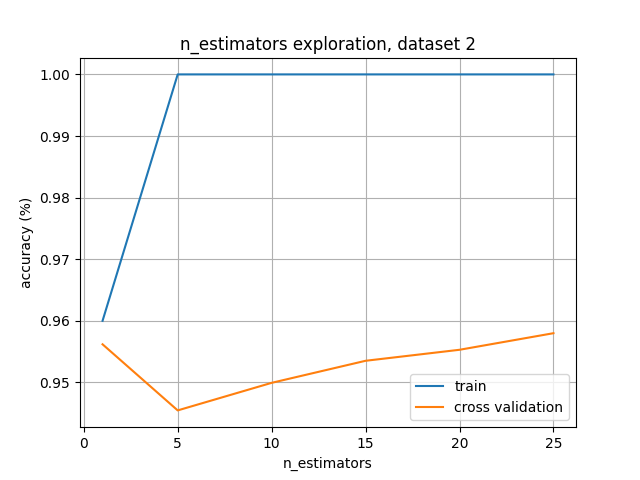 n_estimators exploration, dataset 2
accuracy (%)
1.00
0.99
0.98
0.97
0.96
0.95
train
cross validation
0 5 10 15 20 25
n_estimators